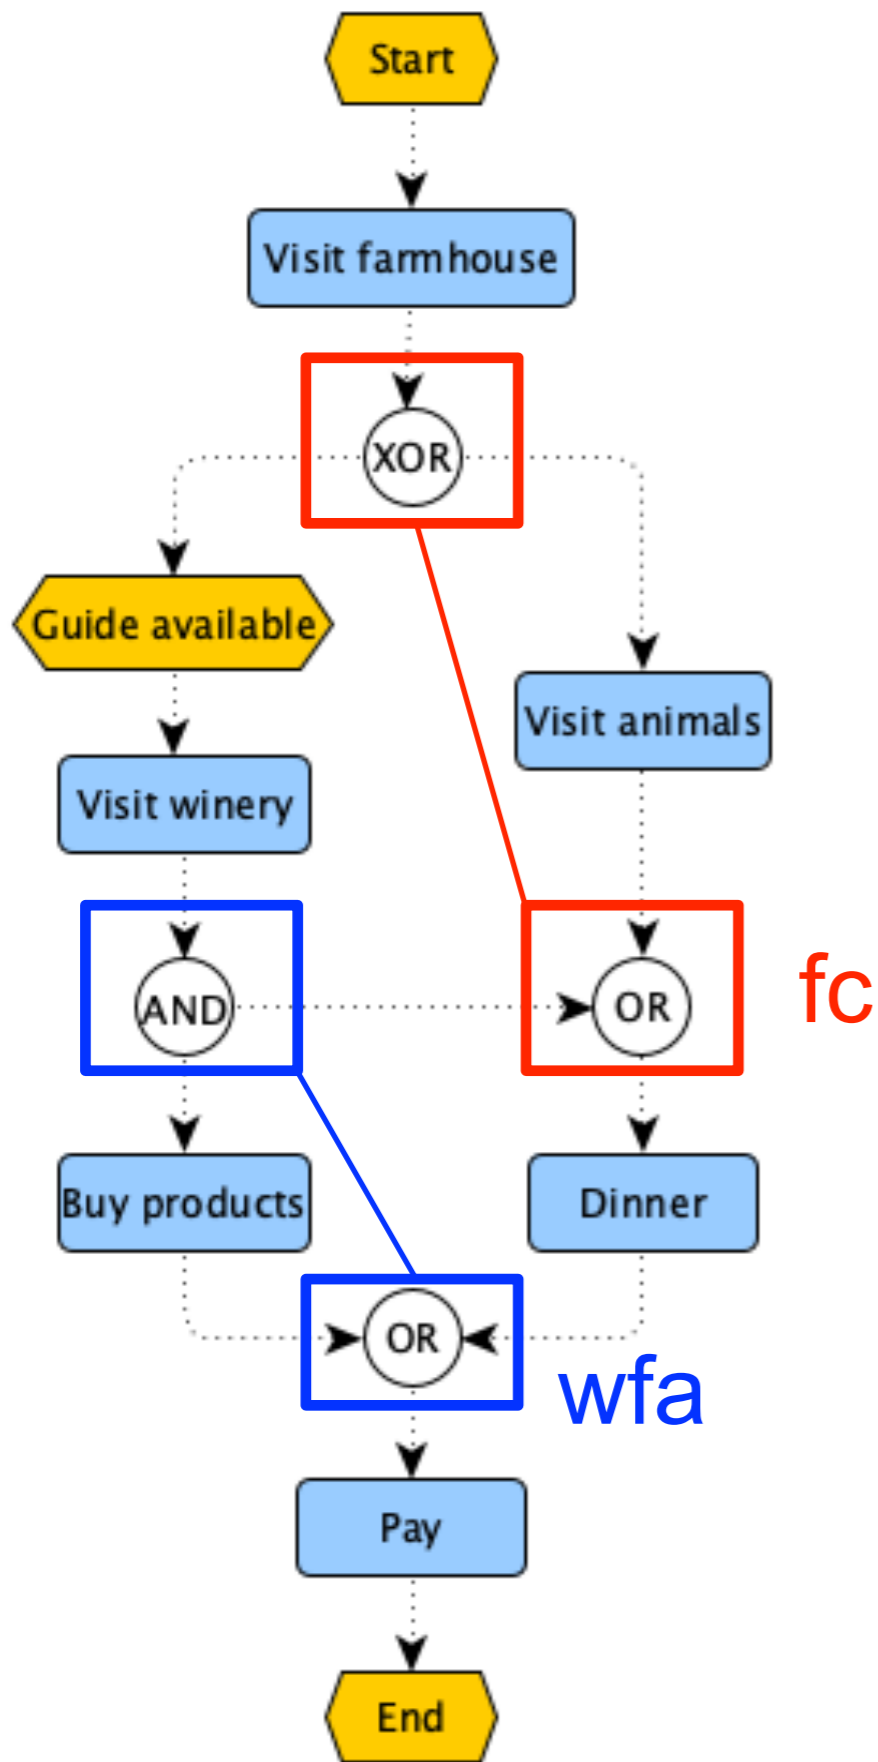 Start
Visit farmhouse
XOR
Guide available
Visit animals
Visit winery
AND
OR
fc
Buy products
Dinner
OR
wfa
Pay
End